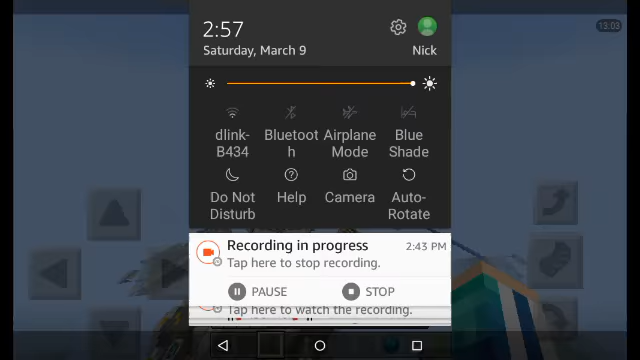 13:03
2:57
Saturday, March 9
Nick
dlink-B434
Bluetooth
Airplane Mode
Blue Shade
Do Not Disturb
Help
Camera
Auto-Rotate
Recording in progress
2:43 PM
Tap here to stop recording.
PAUSE
STOP
Tap here to watch the recording.